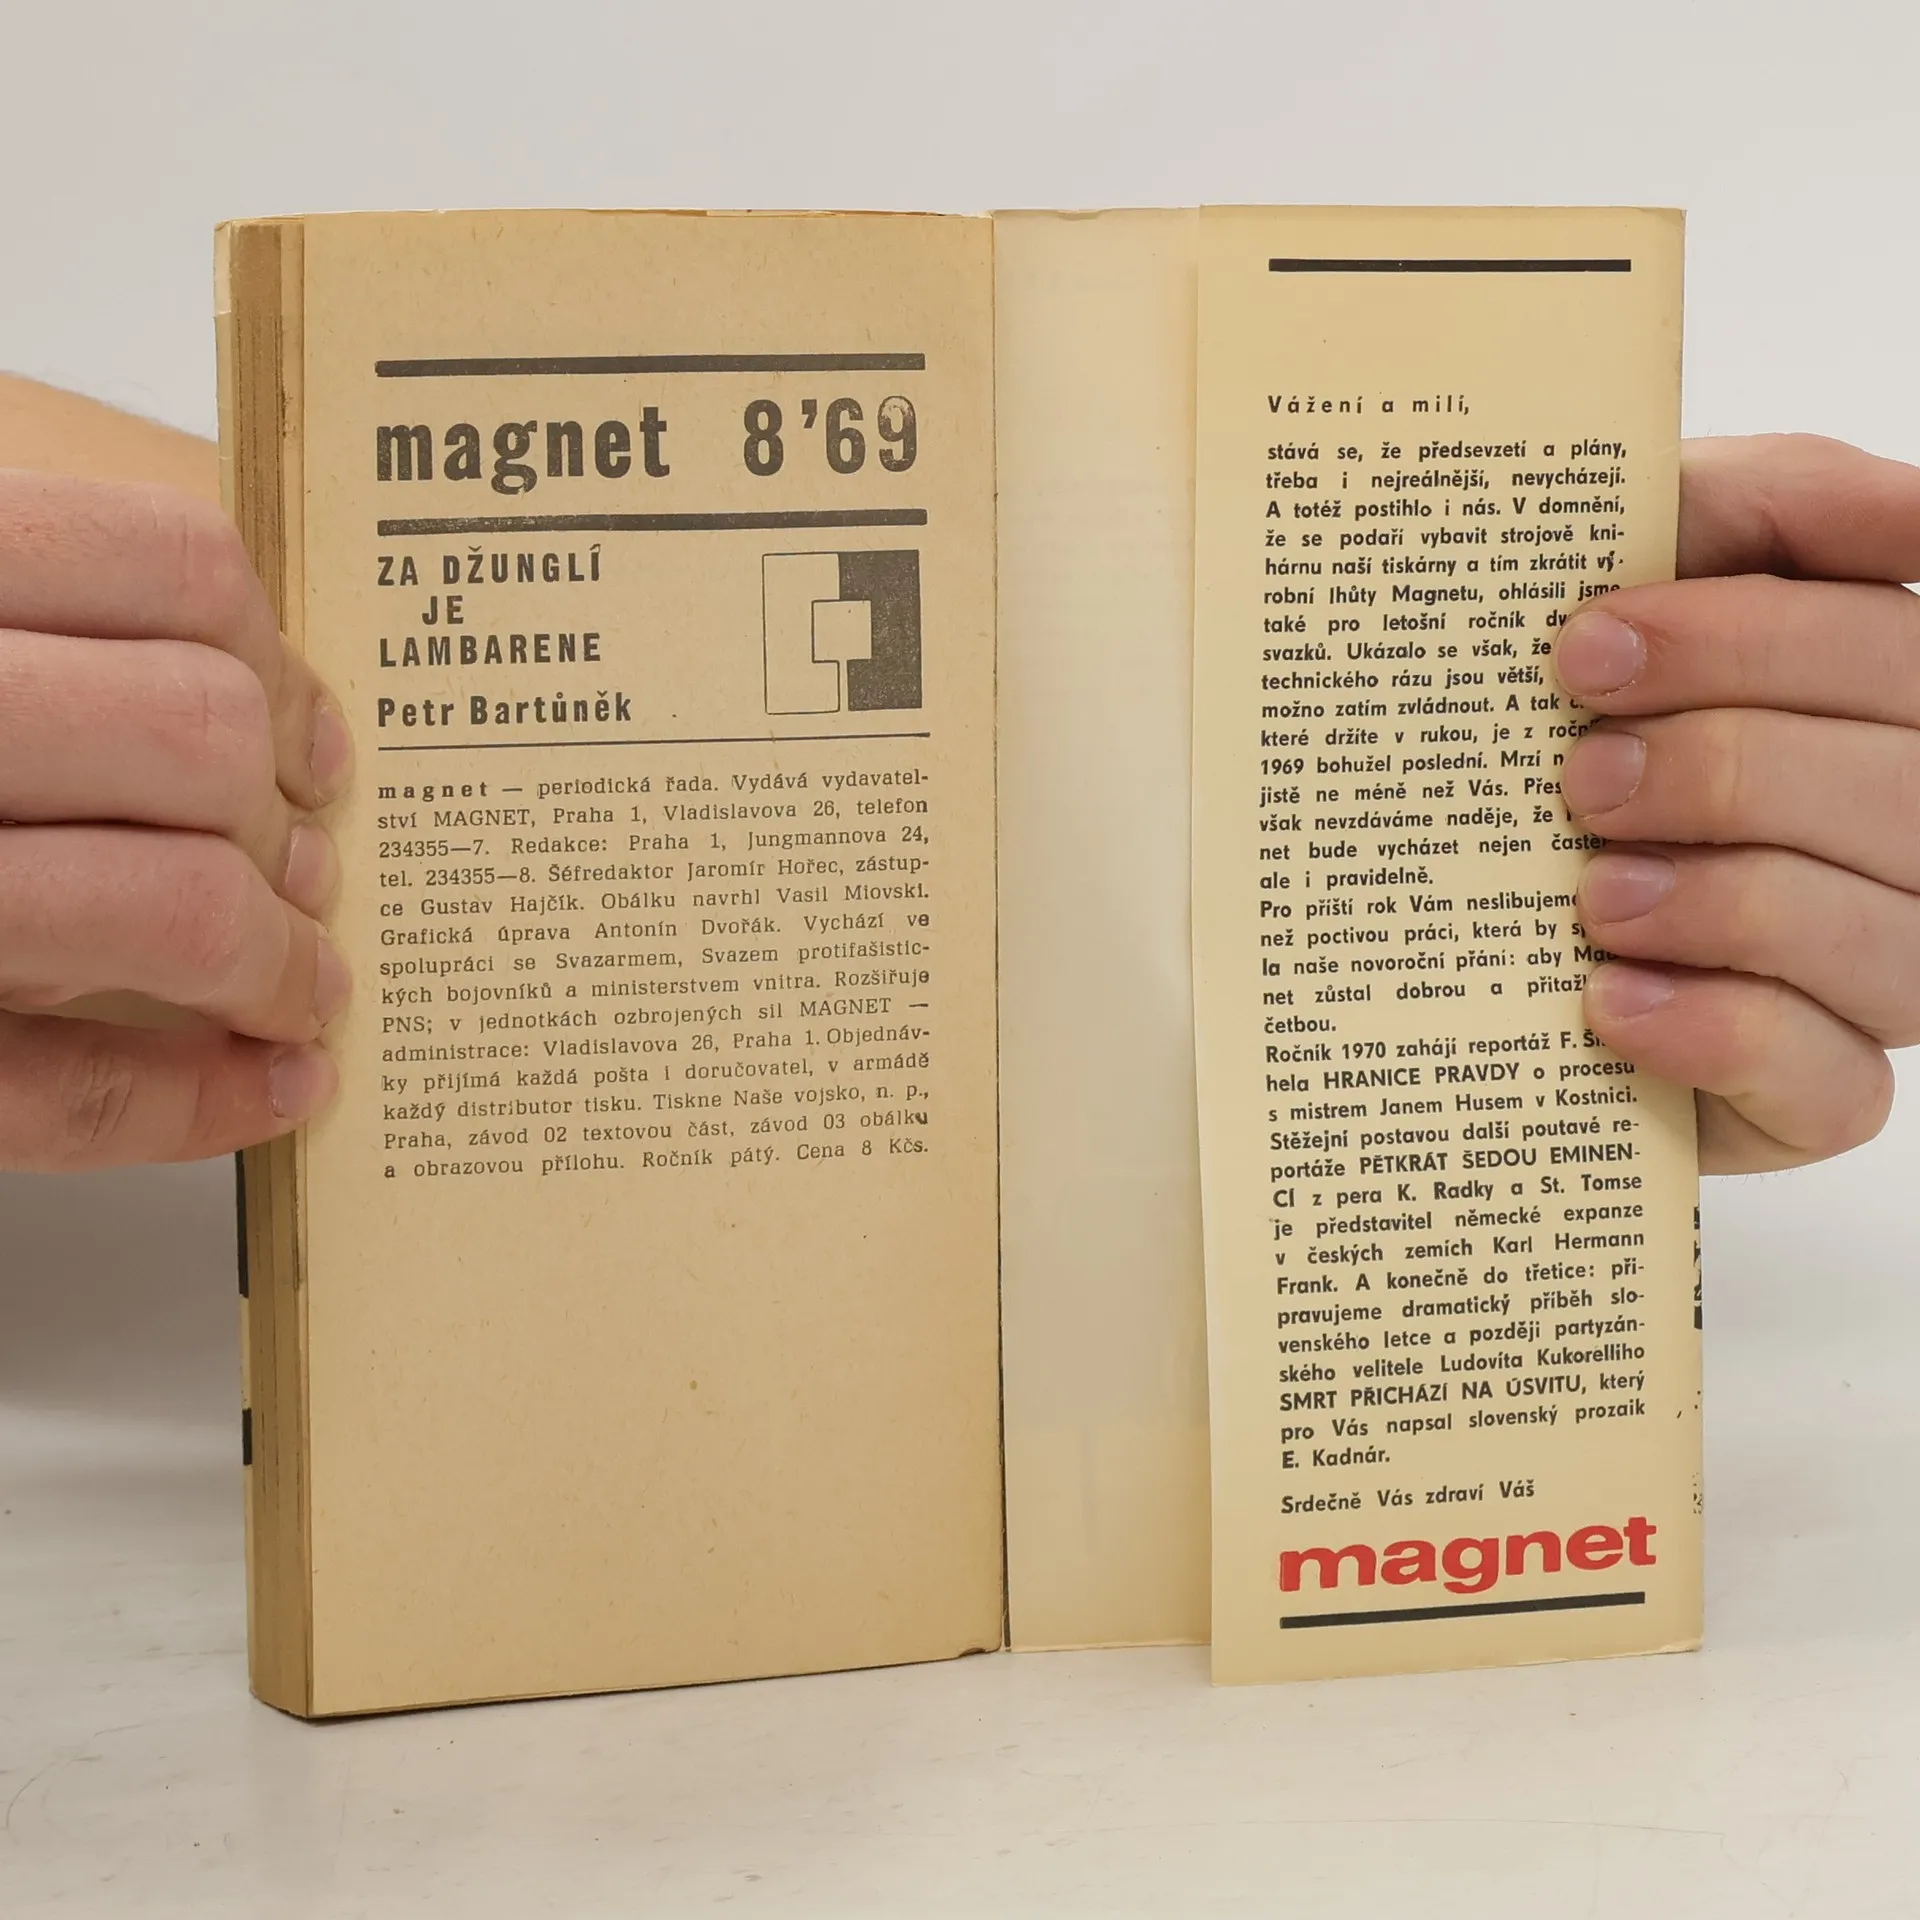 magnet 8’69
ZA DŽUNGLÍ
JE
LAMBARENE
Petr Bartůněk
magnet — periodická řada. Vydává vydavatel-
ství MAGNET, Praha 1, Vladislavova 26, telefon
234355—7. Redakce: Praha 1, Jungmannova 24,
tel. 234355—8. Šéfredaktor Jaromír Hořec, zástup-
ce Gustav Hajčík. Obálku navrhl Vasil Miovski.
Grafická úprava Antonín Dvořák. Vychází ve
spolupráci se Svazarmem, Svazem protifašistic-
kých bojovníků a ministerstvem vnitra. Rozšiřuje
PNS; v jednotkách ozbrojených sil MAGNET —
administrace: Vladislavova 26, Praha 1. Objednáv-
ky přijímá každá pošta i doručovatel, v armádě
každý distributor tisku. Tiskne Naše vojsko, n. p.,
Praha, závod 02 textovou část, závod 03 obálku
a obrazovou přílohu. Ročník pátý. Cena 8 Kčs.
Vážení a milí,
stává se, že předsevzetí a plány,
třeba i nejreálnější, nevycházejí.
A totéž postihlo i nás. V domnění,
že se podaří vybavit strojově kni-
hárnu naší tiskárny a tím zkrátit vý-
robní lhůty Magnetu, ohlásili jsme
také pro letošní ročník
svazků. Ukázalo se však, že
technického rázu jsou větší,
možno zatím zvládnout. A tak
které držíte v rukou, je z
1969 bohužel poslední. Mrzí
jistě ne méně než Vás.
však nevzdáváme naděje, že
net bude vycházet nejen
ale i pravidelně.
Pro příští rok Vám neslibujeme
než poctivou práci, která by
la naše novoroční přání: aby Mag-
net zůstal dobrou a
četbou.
Ročník 1970 zahájí reportáž F.
hela HRANICE PRAVDY o procesu
s mistrem Janem Husem v Kostnici.
Stěžejní postavou další poutavé re-
portáže PĚTKRÁT ŠEDOU EMINEN-
CÍ z pera K. Radky a St. Tomse
je představitel německé expanze
v českých zemích Karl Hermann
Frank. A konečně do třetice: při-
pravujeme dramatický příběh slo-
venského letce a později partyzán-
ského velitele Ludovíta Kukorelliho
SMRT PŘICHÁZÍ NA ÚSVITU, který
pro Vás napsal slovenský prozaik
E. Kadnár.
Srdečně Vás zdraví Váš
magnet